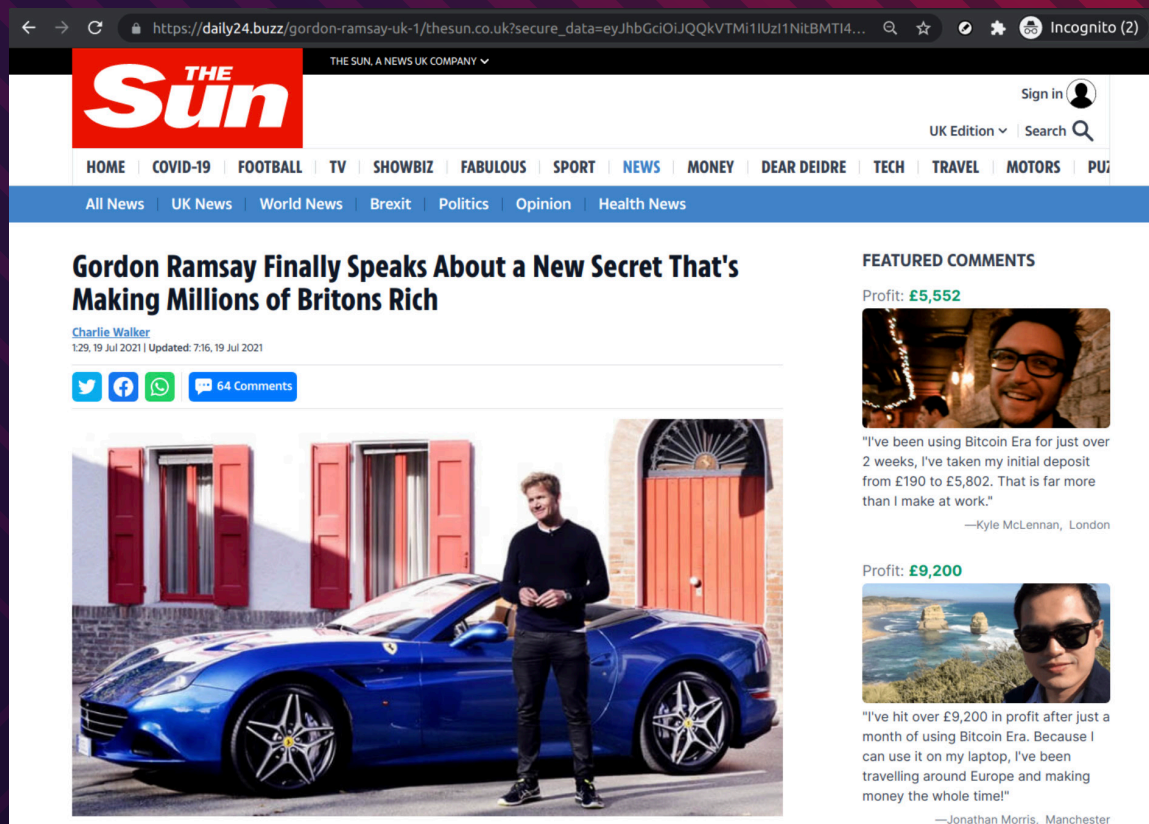 https://daily24.buzz/gordon-ramsay-uk-1/thesun.co.uk?secure_data=eyJhbGciOiJQQkVTMi1IUzI1NitBMTI4...
Incognito (2)
THE SUN, A NEWS UK COMPANY
THE
Sun
Sign in
UK Edition
Search
HOME
COVID-19
FOOTBALL
TV
SHOWBIZ
FABULOUS
SPORT
NEWS
MONEY
DEAR DEIDRE
TECH
TRAVEL
MOTORS
All News
UK News
World News
Brexit
Politics
Opinion
Health News
Gordon Ramsay Finally Speaks About a New Secret That's
Making Millions of Britons Rich
Charlie Walker
1:29, 19 Jul 2021 | Updated: 7:16, 19 Jul 2021
64 Comments
FEATURED COMMENTS
Profit: £5,552
"I've been using Bitcoin Era for just over
2 weeks, I've taken my initial deposit
from £190 to £5,802. That is far more
than I make at work."
—Kyle McLennan, London
Profit: £9,200
"I've hit over £9,200 in profit after just a
month of using Bitcoin Era. Because I
can use it on my laptop, I've been
travelling around Europe and making
money the whole time!"
—Jonathan Morris, Manchester